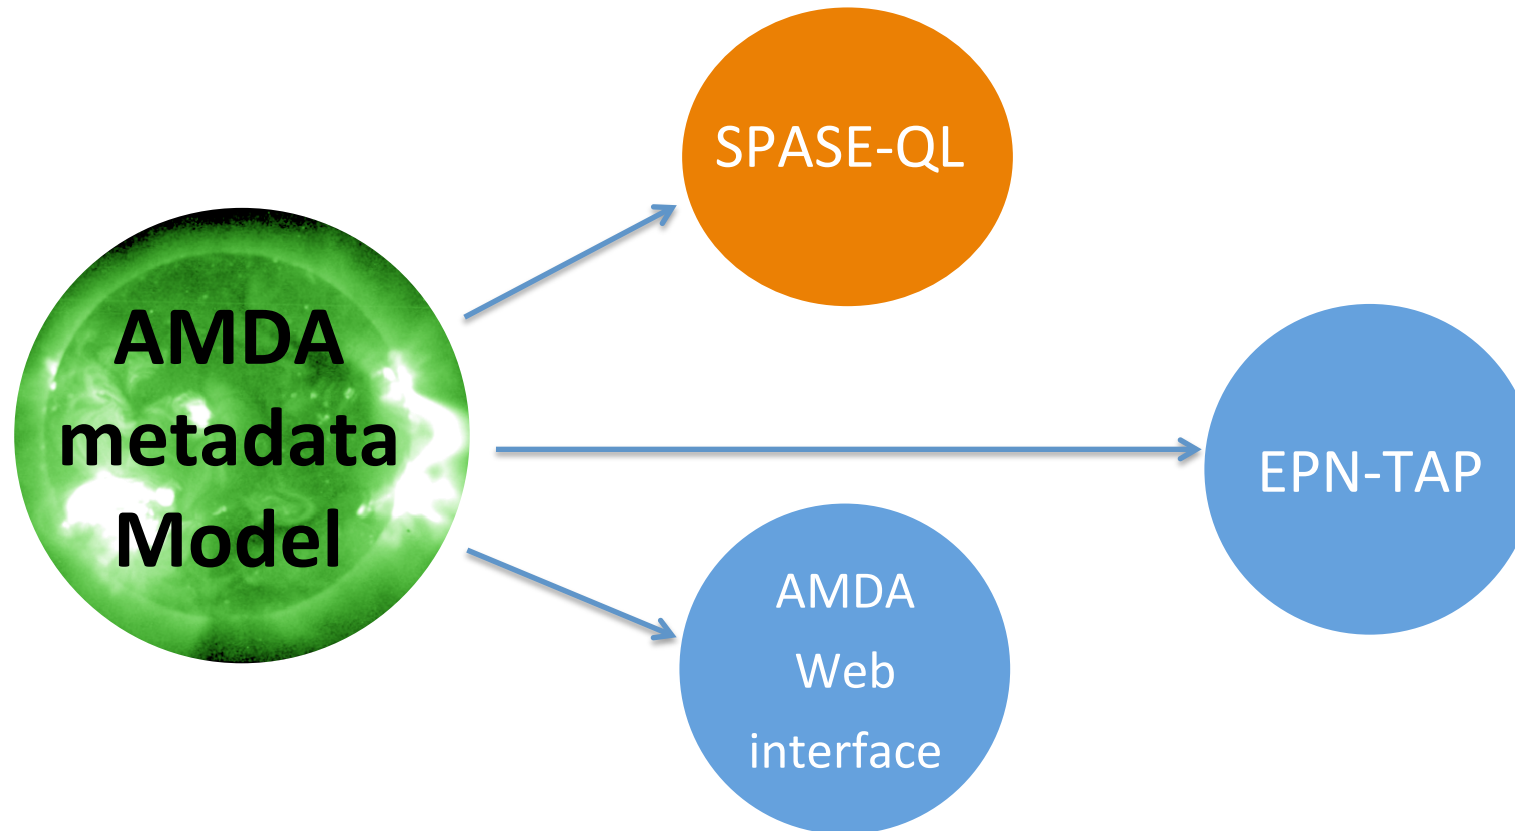 AMDA
metadata
Model
SPASE-QL
EPN-TAP
AMDA
Web
interface